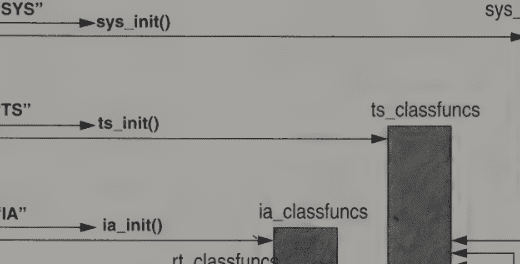 SYS”
sys_init()
sys_
TS”
ts_init()
ts_classfuncs
IA”
ia_init()
ia_classfuncs
rt_classfuncs